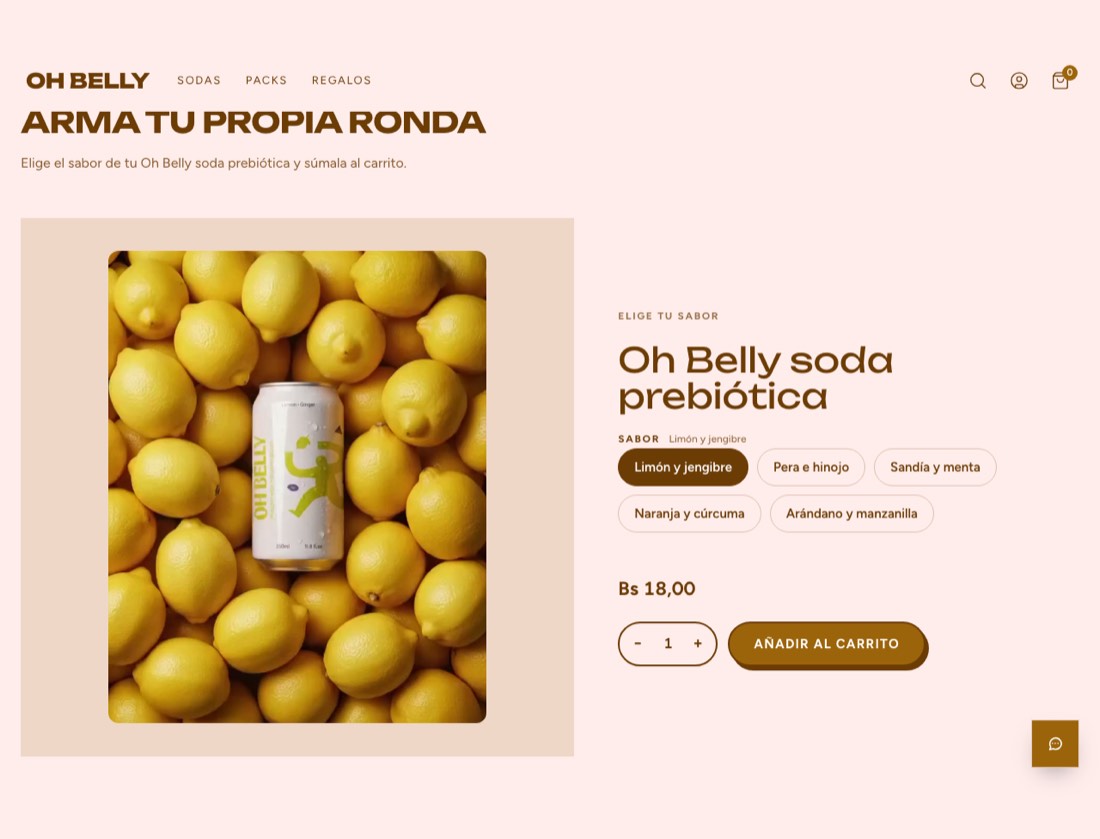 OH BELLY
SODAS
PACKS
REGALOS
0
ARMA TU PROPIA RONDA
Elige el sabor de tu Oh Belly soda prebiótica y súmala al carrito.
OH BELLY
ELIGE TU SABOR
Oh Belly soda
prebiótica
SABOR Limón y jengibre
Limón y jengibre
Pera e hinojo
Sandía y menta
Naranja y cúrcuma
Arándano y manzanilla
Bs 18,00
- 1 +
AÑADIR AL CARRITO